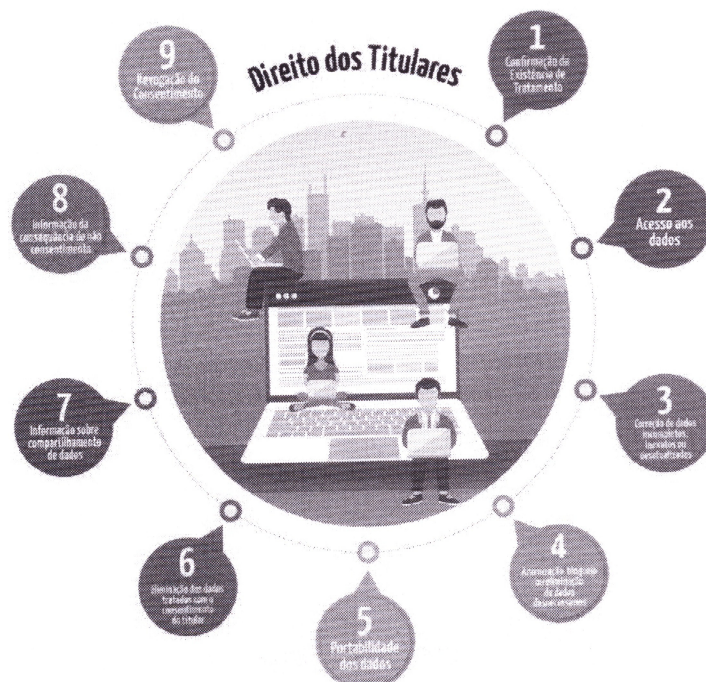 Direito dos Titulares
1
Confirmação da
Existência de
Tratamento
2
Acesso aos
dados
3
Correção de dados
incompletos,
inexatos ou
desatualizados
4
Anonimização, bloqueio
ou eliminação
de dados
desnecessários
5
Portabilidade
dos dados
6
Eliminação dos dados
tratados com o
consentimento
do titular
7
Informação sobre
compartilhamento
de dados
8
Informação da
consequência de não
consentimento
9
Revogação do
Consentimento